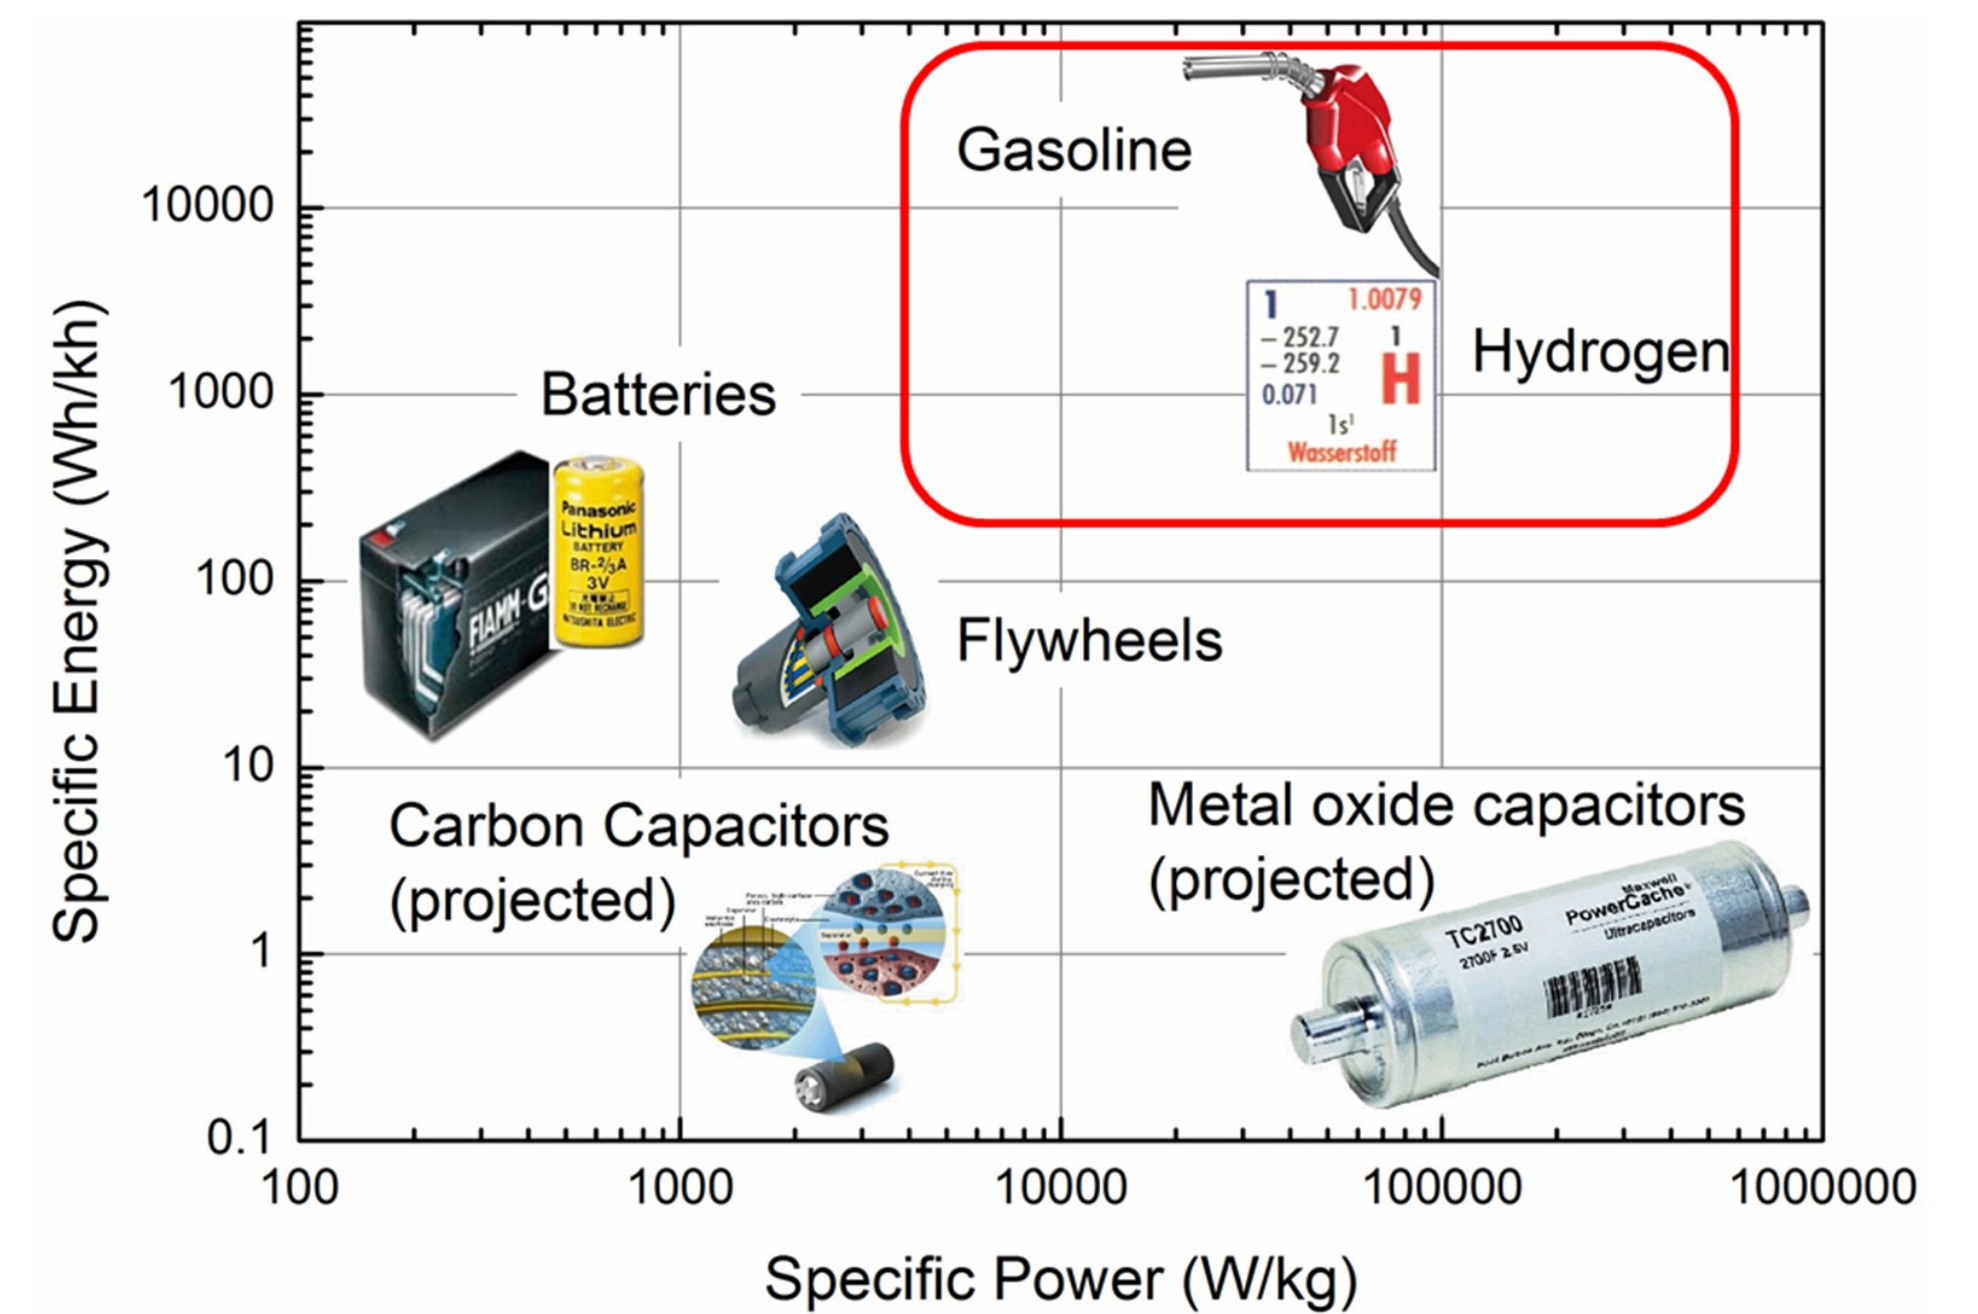 Gasoline
10000
1 1.0079
– 252.7 1
– 259.2 H
0.071
1s¹
Wasserstoff
Hydrogen
1000
Batteries
Panasonic
Lithium
BATTERY
BR-2/3A
3V
FIAMM-G
100
Flywheels
10
Carbon Capacitors
(projected)
Metal oxide capacitors
(projected)
Separator
Maxwell
PowerCache
Ultracapacitors
TC2700
2700F 2.5V
1
0.1
100
1000
10000
100000
1000000
Specific Energy (Wh/kh)
Specific Power (W/kg)